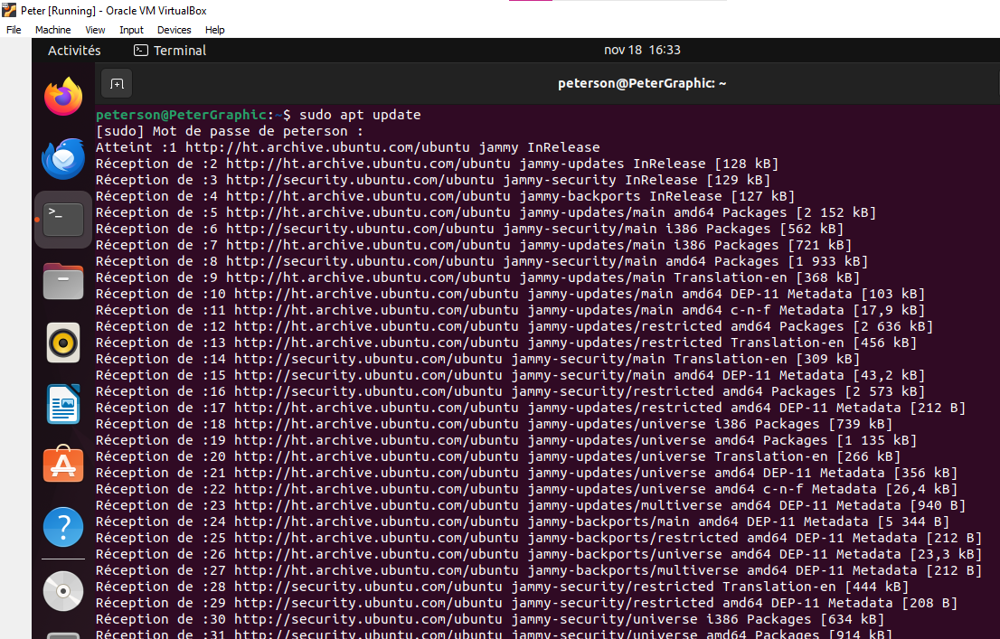 Peter [Running] - Oracle VM VirtualBox
File Machine View Input Devices Help
Activités Terminal nov 18 16:33
peterson@PeterGraphic: ~
peterson@PeterGraphic:~$ sudo apt update
[sudo] Mot de passe de peterson :
Atteint :1 http://ht.archive.ubuntu.com/ubuntu jammy InRelease
Réception de :2 http://ht.archive.ubuntu.com/ubuntu jammy-updates InRelease [128 kB]
Réception de :3 http://security.ubuntu.com/ubuntu jammy-security InRelease [129 kB]
Réception de :4 http://ht.archive.ubuntu.com/ubuntu jammy-backports InRelease [127 kB]
Réception de :5 http://ht.archive.ubuntu.com/ubuntu jammy-updates/main amd64 Packages [2 152 kB]
Réception de :6 http://security.ubuntu.com/ubuntu jammy-security/main i386 Packages [562 kB]
Réception de :7 http://ht.archive.ubuntu.com/ubuntu jammy-updates/main i386 Packages [721 kB]
Réception de :8 http://security.ubuntu.com/ubuntu jammy-security/main amd64 Packages [1 933 kB]
Réception de :9 http://ht.archive.ubuntu.com/ubuntu jammy-updates/main Translation-en [368 kB]
Réception de :10 http://ht.archive.ubuntu.com/ubuntu jammy-updates/main amd64 DEP-11 Metadata [103 kB]
Réception de :11 http://ht.archive.ubuntu.com/ubuntu jammy-updates/main amd64 c-n-f Metadata [17,9 kB]
Réception de :12 http://ht.archive.ubuntu.com/ubuntu jammy-updates/restricted amd64 Packages [2 636 kB]
Réception de :13 http://ht.archive.ubuntu.com/ubuntu jammy-updates/restricted Translation-en [456 kB]
Réception de :14 http://security.ubuntu.com/ubuntu jammy-security/main Translation-en [309 kB]
Réception de :15 http://security.ubuntu.com/ubuntu jammy-security/main amd64 DEP-11 Metadata [43,2 kB]
Réception de :16 http://security.ubuntu.com/ubuntu jammy-security/restricted amd64 Packages [2 573 kB]
Réception de :17 http://ht.archive.ubuntu.com/ubuntu jammy-updates/restricted amd64 DEP-11 Metadata [212 B]
Réception de :18 http://ht.archive.ubuntu.com/ubuntu jammy-updates/universe i386 Packages [739 kB]
Réception de :19 http://ht.archive.ubuntu.com/ubuntu jammy-updates/universe amd64 Packages [1 135 kB]
Réception de :20 http://ht.archive.ubuntu.com/ubuntu jammy-updates/universe Translation-en [266 kB]
Réception de :21 http://ht.archive.ubuntu.com/ubuntu jammy-updates/universe amd64 DEP-11 Metadata [356 kB]
Réception de :22 http://ht.archive.ubuntu.com/ubuntu jammy-updates/universe amd64 c-n-f Metadata [26,4 kB]
Réception de :23 http://ht.archive.ubuntu.com/ubuntu jammy-updates/multiverse amd64 DEP-11 Metadata [940 B]
Réception de :24 http://ht.archive.ubuntu.com/ubuntu jammy-backports/main amd64 DEP-11 Metadata [5 344 B]
Réception de :25 http://ht.archive.ubuntu.com/ubuntu jammy-backports/restricted amd64 DEP-11 Metadata [212 B]
Réception de :26 http://ht.archive.ubuntu.com/ubuntu jammy-backports/universe amd64 DEP-11 Metadata [23,3 kB]
Réception de :27 http://ht.archive.ubuntu.com/ubuntu jammy-backports/multiverse amd64 DEP-11 Metadata [212 B]
Réception de :28 http://security.ubuntu.com/ubuntu jammy-security/restricted Translation-en [444 kB]
Réception de :29 http://security.ubuntu.com/ubuntu jammy-security/restricted amd64 DEP-11 Metadata [208 B]
Réception de :30 http://security.ubuntu.com/ubuntu jammy-security/universe i386 Packages [634 kB]
Réception de :31 http://security.ubuntu.com/ubuntu jammy-security/universe amd64 Packages [914 kB]